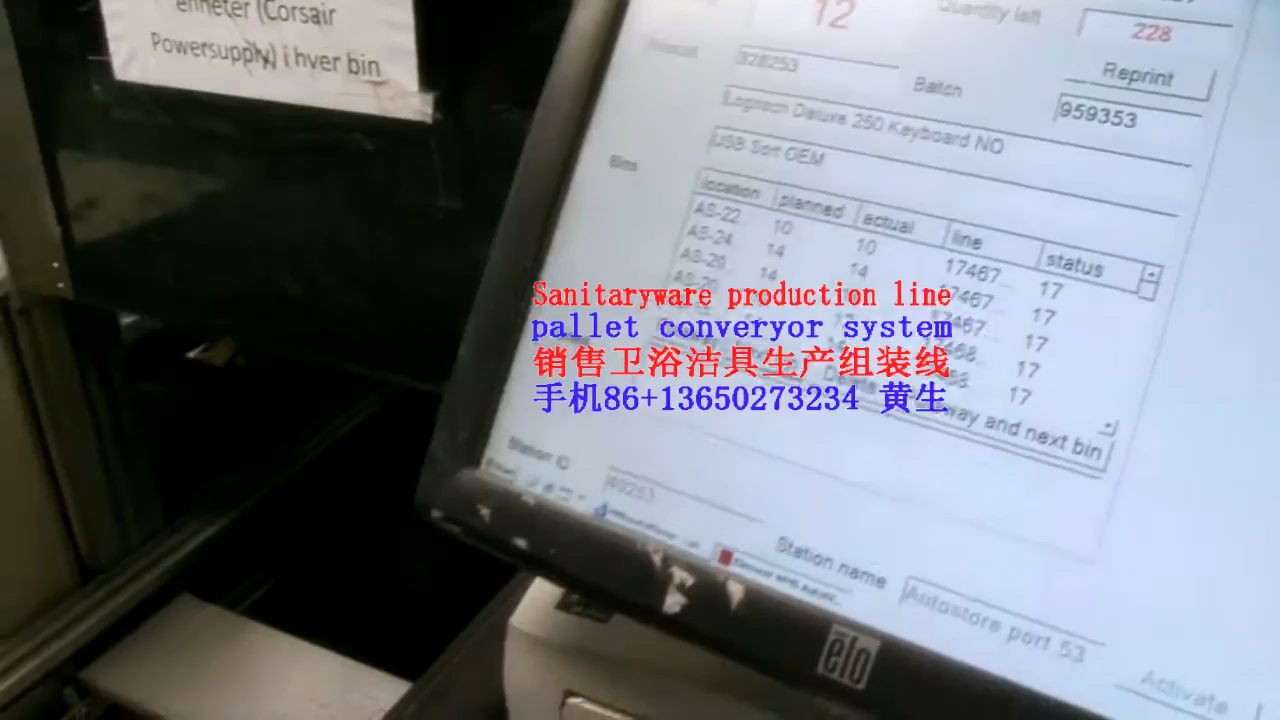 enheter (Corsair
Powersupply) i hver bin
12
Quantity left
228
Reprint
328253
Batch
959353
Logitech Deluxe 250 Keyboard NO
USB Sort OEM
Bins
location planned actual line status
AS-22 10 10 17467... 17
AS-24 14 14 17467... 17
14 17467... 17
17
17
way and next bin
Sanitaryware production line
pallet converyor system
销售卫浴洁具生产组装线
手机86+13650273234 黄生
Station ID
49253
Station name
Autostore port 53
Activate
elo